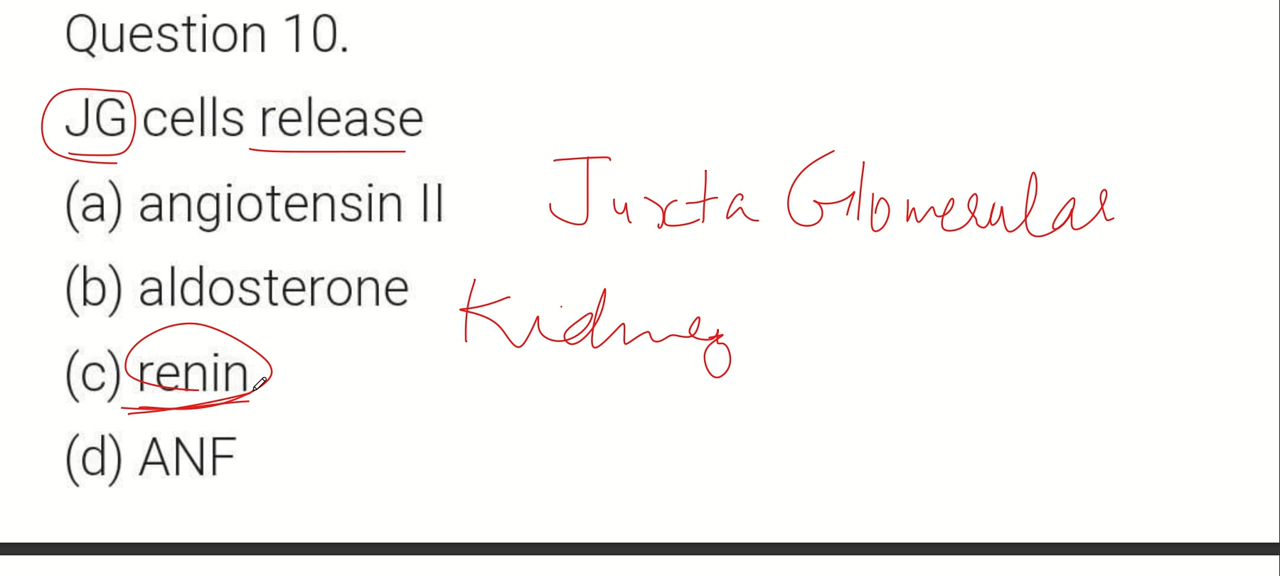 Question 10.
JG cells release
(a) angiotensin II
Juxta Glomerular
(b) aldosterone
Kidney
(c) renin
(d) ANF